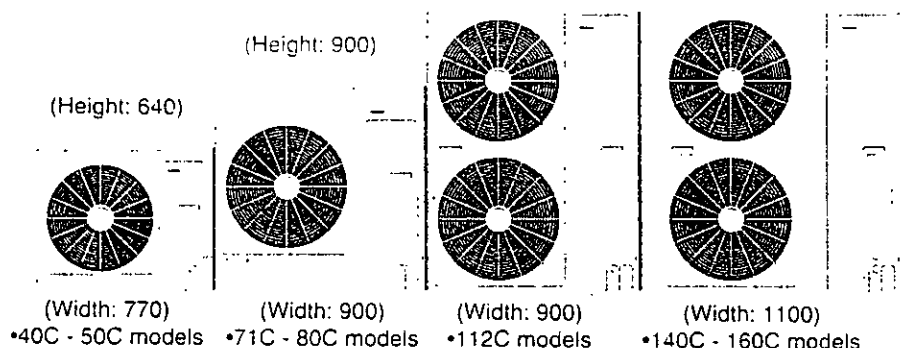 (Height: 900)
(Height: 640)
(Width: 770)
(Width: 900)
(Width: 900)
(Width: 1100)
•40C - 50C models
•71C - 80C models
•112C models
•140C - 160C models